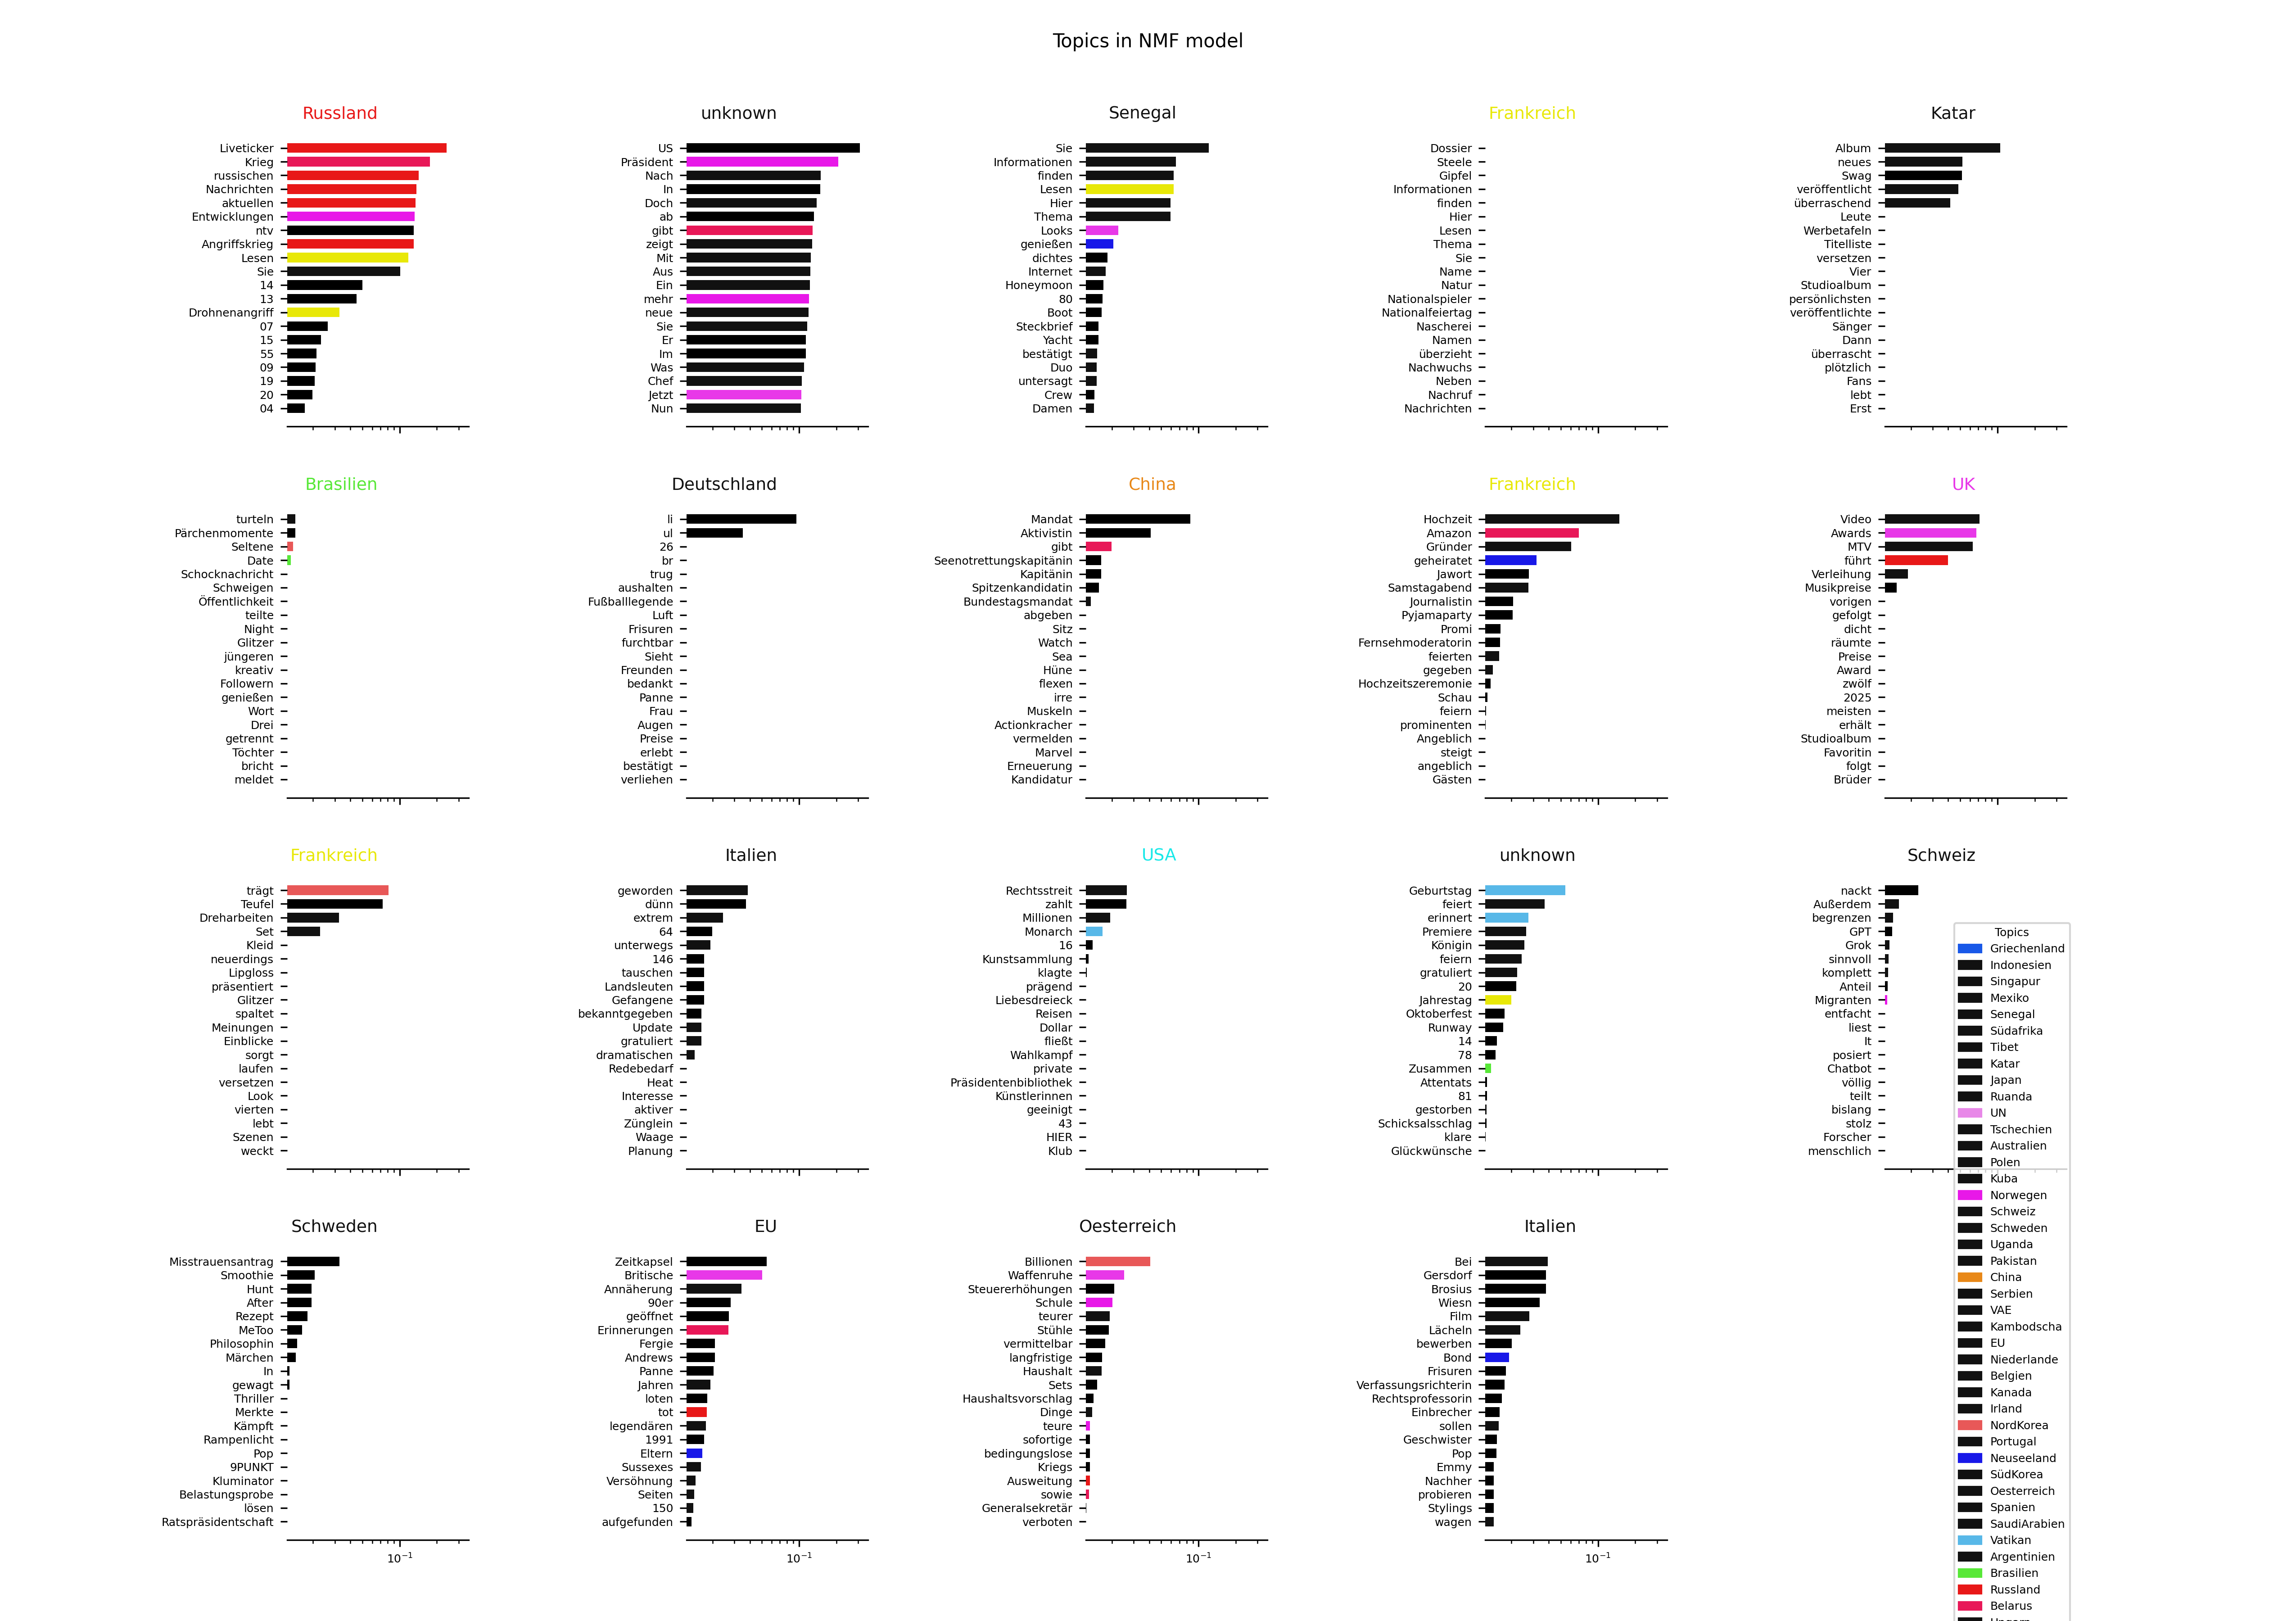 Topics in NMF model
Russland
Liveticker
Krieg
russischen
Nachrichten
aktuellen
Entwicklungen
ntv
Angriffskrieg
Lesen
Sie
14
13
Drohnenangriff
07
15
55
09
19
20
04
unknown
US
Präsident
Nach
In
Doch
ab
gibt
zeigt
Mit
Aus
Ein
mehr
neue
Sie
Er
Im
Was
Chef
Jetzt
Nun
Senegal
Sie
Informationen
finden
Lesen
Hier
Thema
Looks
genießen
dichtes
Internet
Honeymoon
80
Boot
Steckbrief
Yacht
bestätigt
Duo
untersagt
Crew
Damen
Frankreich
Dossier
Steele
Gipfel
Informationen
finden
Hier
Lesen
Thema
Sie
Name
Natur
Nationalspieler
Nationalfeiertag
Nascherei
Namen
überzieht
Nachwuchs
Neben
Nachruf
Nachrichten
Katar
Album
neues
Swag
veröffentlicht
überraschend
Leute
Werbetafeln
Titelliste
versetzen
Vier
Studioalbum
persönlichsten
veröffentlichte
Sänger
Dann
überrascht
plötzlich
Fans
lebt
Erst
Brasilien
turteln
Pärchenmomente
Seltene
Date
Schocknachricht
Schweigen
Öffentlichkeit
teilte
Night
Glitzer
jüngeren
kreativ
Followern
genießen
Wort
Drei
getrennt
Töchter
bricht
meldet
Deutschland
li
ul
26
br
trug
aushalten
Fußballlegende
Luft
Frisuren
furchtbar
Sieht
Freunden
bedankt
Panne
Frau
Augen
Preise
erlebt
bestätigt
verliehen
China
Mandat
Aktivistin
gibt
Seenotrettungskapitänin
Kapitänin
Spitzenkandidatin
Bundestagsmandat
abgeben
Sitz
Watch
Sea
Hüne
flexen
irre
Muskeln
Actionkracher
vermelden
Marvel
Erneuerung
Kandidatur
Frankreich
Hochzeit
Amazon
Gründer
geheiratet
Jawort
Samstagabend
Journalistin
Pyjamaparty
Promi
Fernsehmoderatorin
feierten
gegeben
Hochzeitszeremonie
Schau
feiern
prominenten
Angeblich
steigt
angeblich
Gästen
UK
Video
Awards
MTV
führt
Verleihung
Musikpreise
vorigen
gefolgt
dicht
räumte
Preise
Award
zwölf
2025
meisten
erhält
Studioalbum
Favoritin
folgt
Brüder
Frankreich
trägt
Teufel
Dreharbeiten
Set
Kleid
neuerdings
Lipgloss
präsentiert
Glitzer
spaltet
Meinungen
Einblicke
sorgt
laufen
versetzen
Look
vierten
lebt
Szenen
weckt
Italien
geworden
dünn
extrem
64
unterwegs
146
tauschen
Landsleuten
Gefangene
bekanntgegeben
Update
gratuliert
dramatischen
Redebedarf
Heat
Interesse
aktiver
Zünglein
Waage
Planung
USA
Rechtsstreit
zahlt
Millionen
Monarch
16
Kunstsammlung
klagte
prägend
Liebesdreieck
Reisen
Dollar
fließt
Wahlkampf
private
Präsidentenbibliothek
Künstlerinnen
geeinigt
43
HIER
Klub
unknown
Geburtstag
feiert
erinnert
Premiere
Königin
feiern
gratuliert
20
Jahrestag
Oktoberfest
Runway
14
78
Zusammen
Attentats
81
gestorben
Schicksalsschlag
klare
Glückwünsche
Schweiz
nackt
Außerdem
begrenzen
GPT
Grok
sinnvoll
komplett
Anteil
Migranten
entfacht
liest
It
posiert
Chatbot
völlig
teilt
bislang
stolz
Forscher
menschlich
Schweden
Misstrauensantrag
Smoothie
Hunt
After
Rezept
MeToo
Philosophin
Märchen
In
gewagt
Thriller
Merkte
Kämpft
Rampenlicht
Pop
9PUNKT
Kluminator
Belastungsprobe
lösen
Ratspräsidentschaft
10⁻¹
EU
Zeitkapsel
Britische
Annäherung
90er
geöffnet
Erinnerungen
Fergie
Andrews
Panne
Jahren
loten
tot
legendären
1991
Eltern
Sussexes
Versöhnung
Seiten
150
aufgefunden
10⁻¹
Oesterreich
Billionen
Waffenruhe
Steuererhöhungen
Schule
teurer
Stühle
vermittelbar
langfristige
Haushalt
Sets
Haushaltsvorschlag
Dinge
teure
sofortige
bedingungslose
Kriegs
Ausweitung
sowie
Generalsekretär
verboten
10⁻¹
Italien
Bei
Gersdorf
Brosius
Wiesn
Film
Lächeln
bewerben
Bond
Frisuren
Verfassungsrichterin
Rechtsprofessorin
Einbrecher
sollen
Geschwister
Pop
Emmy
Nachher
probieren
Stylings
wagen
10⁻¹
Topics
Griechenland
Indonesien
Singapur
Mexiko
Senegal
Südafrika
Tibet
Katar
Japan
Ruanda
UN
Tschechien
Australien
Polen
Kuba
Norwegen
Schweiz
Schweden
Uganda
Pakistan
China
Serbien
VAE
Kambodscha
EU
Niederlande
Belgien
Kanada
Irland
NordKorea
Portugal
Neuseeland
SüdKorea
Oesterreich
Spanien
SaudiArabien
Vatikan
Argentinien
Brasilien
Russland
Belarus